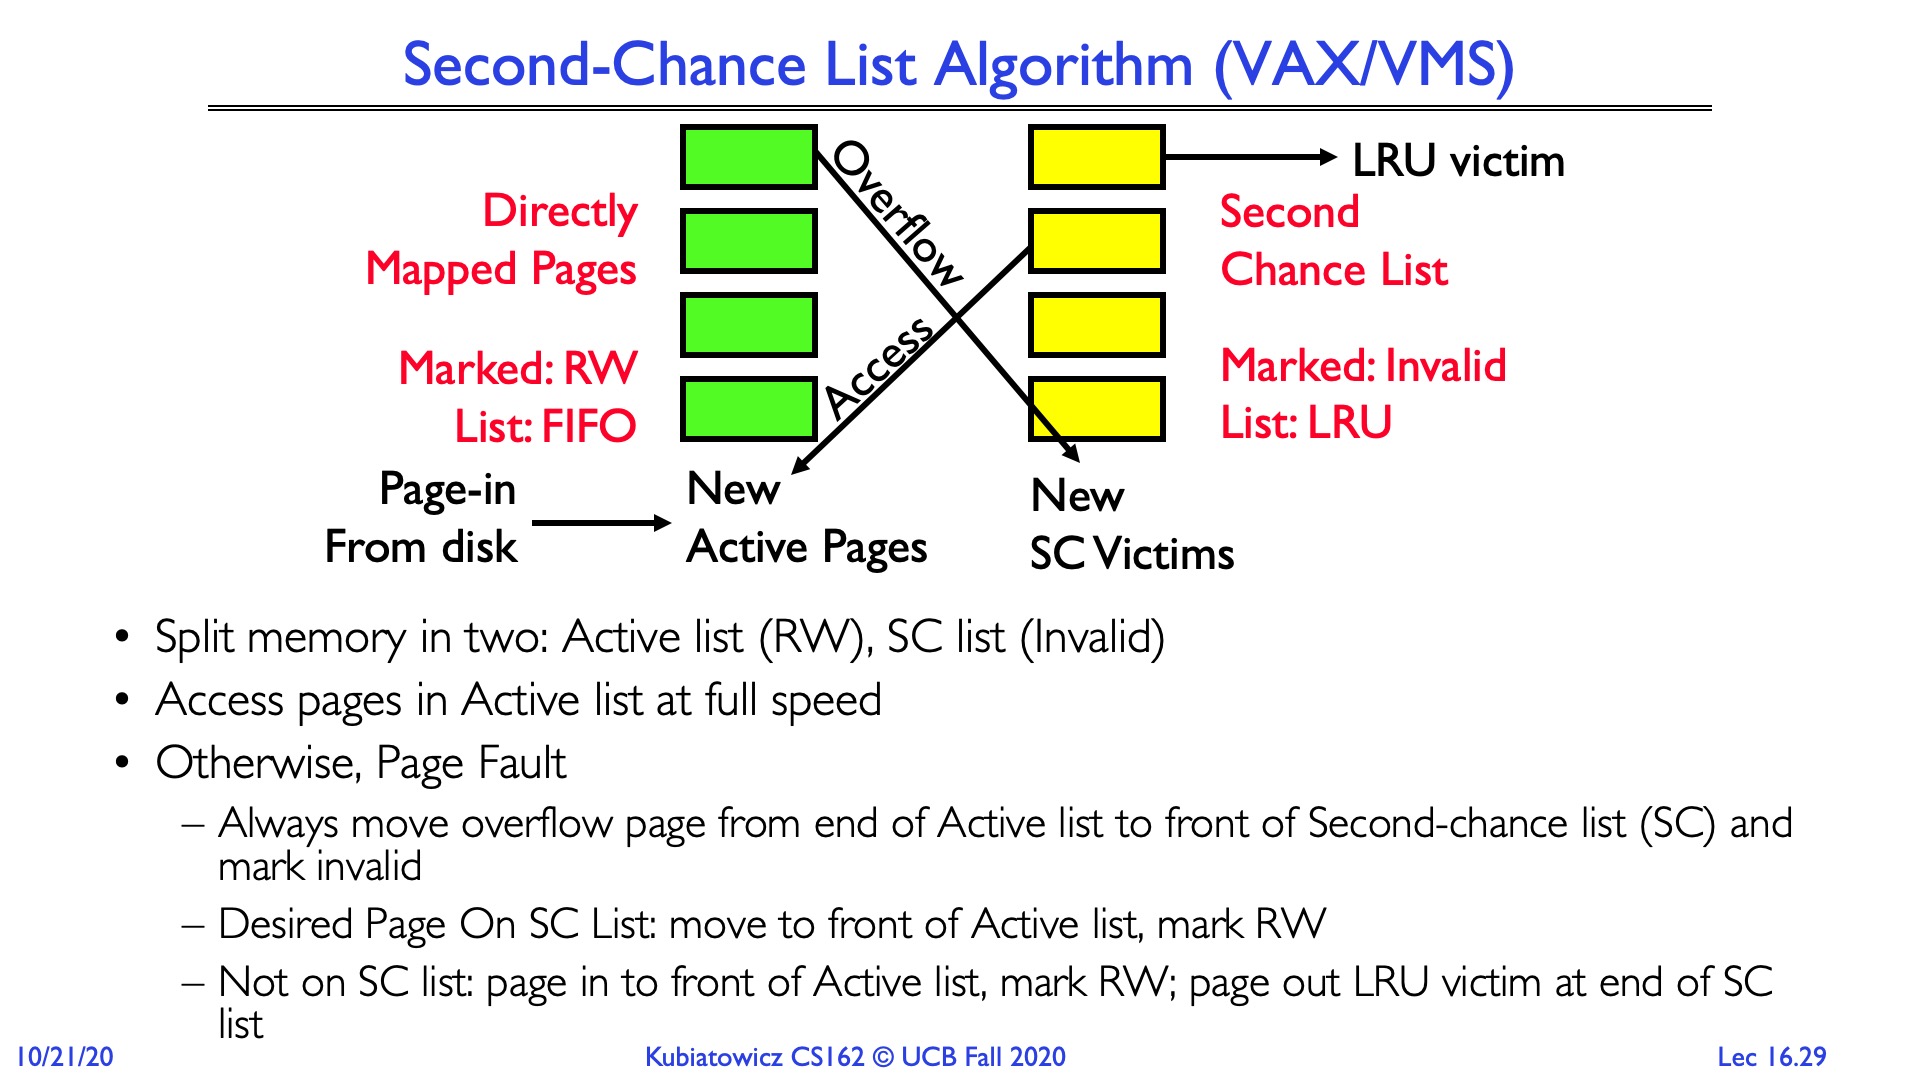 Second-Chance List Algorithm (VAX/VMS)
Directly
Mapped Pages
Marked: RW
List: FIFO
Overflow
Access
LRU victim
Second
Chance List
Marked: Invalid
List: LRU
Page-in
From disk
New
Active Pages
New
SC Victims
• Split memory in two: Active list (RW), SC list (Invalid)
• Access pages in Active list at full speed
• Otherwise, Page Fault
– Always move overflow page from end of Active list to front of Second-chance list (SC) and
mark invalid
– Desired Page On SC List: move to front of Active list, mark RW
– Not on SC list: page in to front of Active list, mark RW; page out LRU victim at end of SC
list
10/21/20
Kubiatowicz CS162 © UCB Fall 2020
Lec 16.29